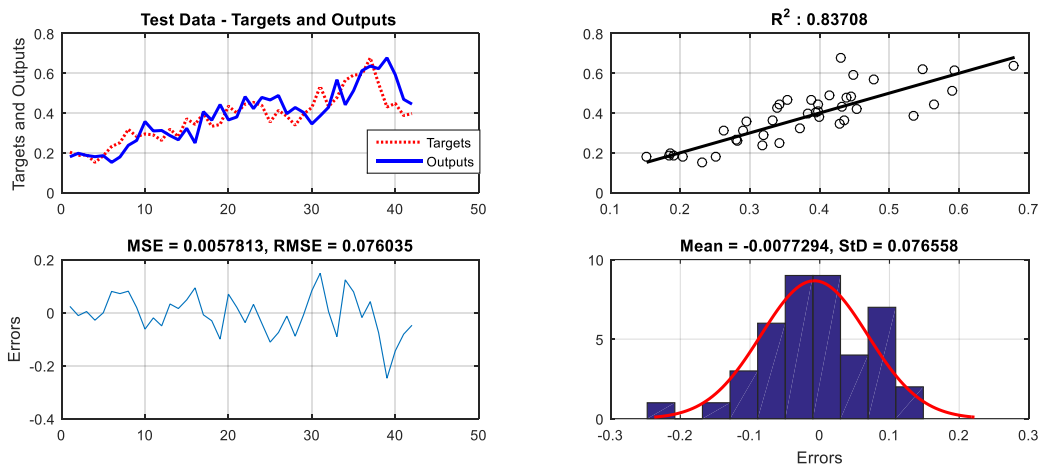 Test Data - Targets and Outputs
Targets and Outputs
0.8
0.6
0.4
0.2
0
0 10 20 30 40 50
Targets
Outputs
R2 : 0.83708
0.8
0.6
0.4
0.2
0
0.1 0.2 0.3 0.4 0.5 0.6 0.7
MSE = 0.0057813, RMSE = 0.076035
Errors
0.2
0
-0.2
-0.4
0 10 20 30 40 50
Mean = -0.0077294, StD = 0.076558
10
5
0
-0.3 -0.2 -0.1 0 0.1 0.2 0.3
Errors